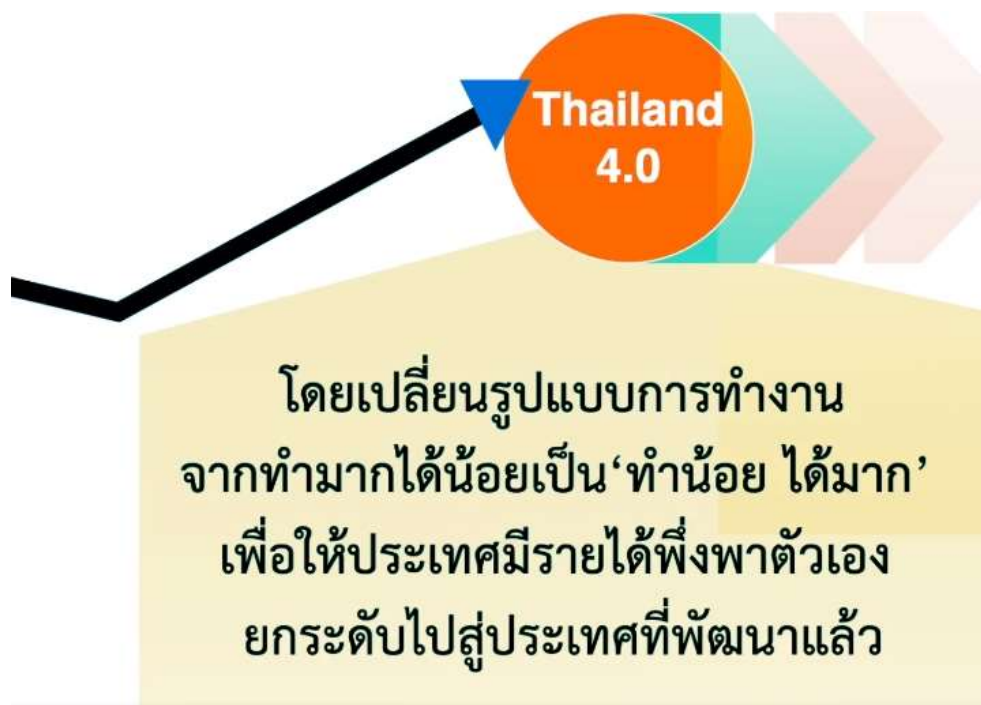 Thailand
4.0
โดยเปลี่ยนรูปแบบการทำงาน
จากทำมากได้น้อยเป็น‘ทำน้อย ได้มาก’
เพื่อให้ประเทศมีรายได้พึ่งพาตัวเอง
ยกระดับไปสู่ประเทศที่พัฒนาแล้ว